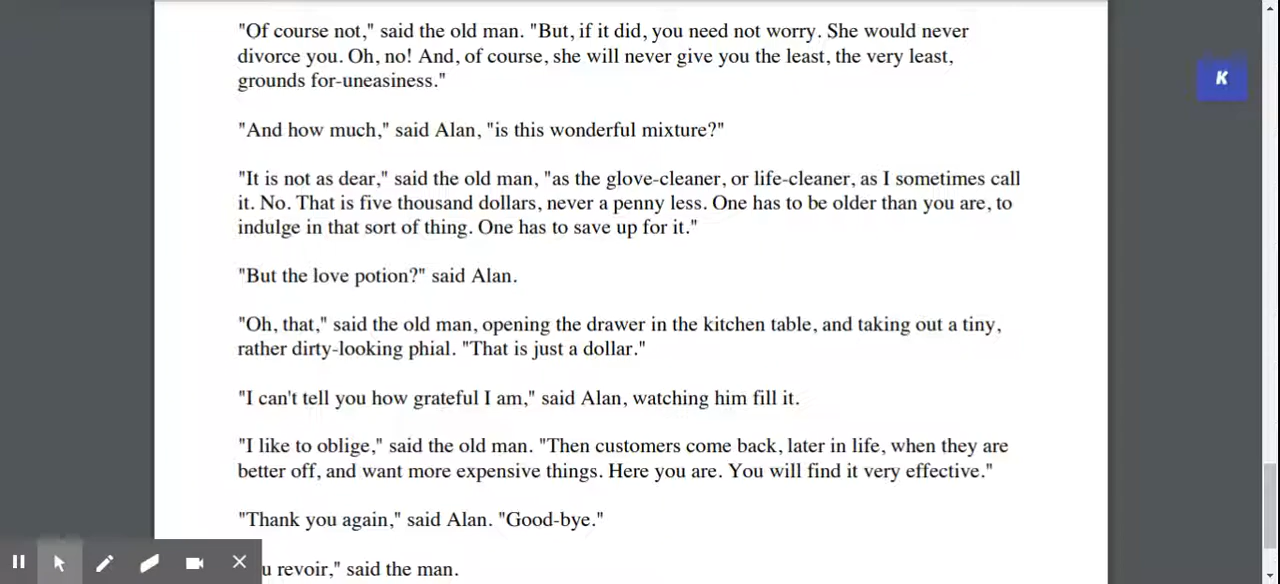 "Of course not," said the old man. "But, if it did, you need not worry. She would never
divorce you. Oh, no! And, of course, she will never give you the least, the very least,
grounds for-uneasiness."
K
"And how much," said Alan, "is this wonderful mixture?"
"It is not as dear," said the old man, "as the glove-cleaner, or life-cleaner, as I sometimes call
it. No. That is five thousand dollars, never a penny less. One has to be older than you are, to
indulge in that sort of thing. One has to save up for it."
"But the love potion?" said Alan.
"Oh, that," said the old man, opening the drawer in the kitchen table, and taking out a tiny,
rather dirty-looking phial. "That is just a dollar."
"I can't tell you how grateful I am," said Alan, watching him fill it.
"I like to oblige," said the old man. "Then customers come back, later in life, when they are
better off, and want more expensive things. Here you are. You will find it very effective."
"Thank you again," said Alan. "Good-bye."
u revoir," said the man.